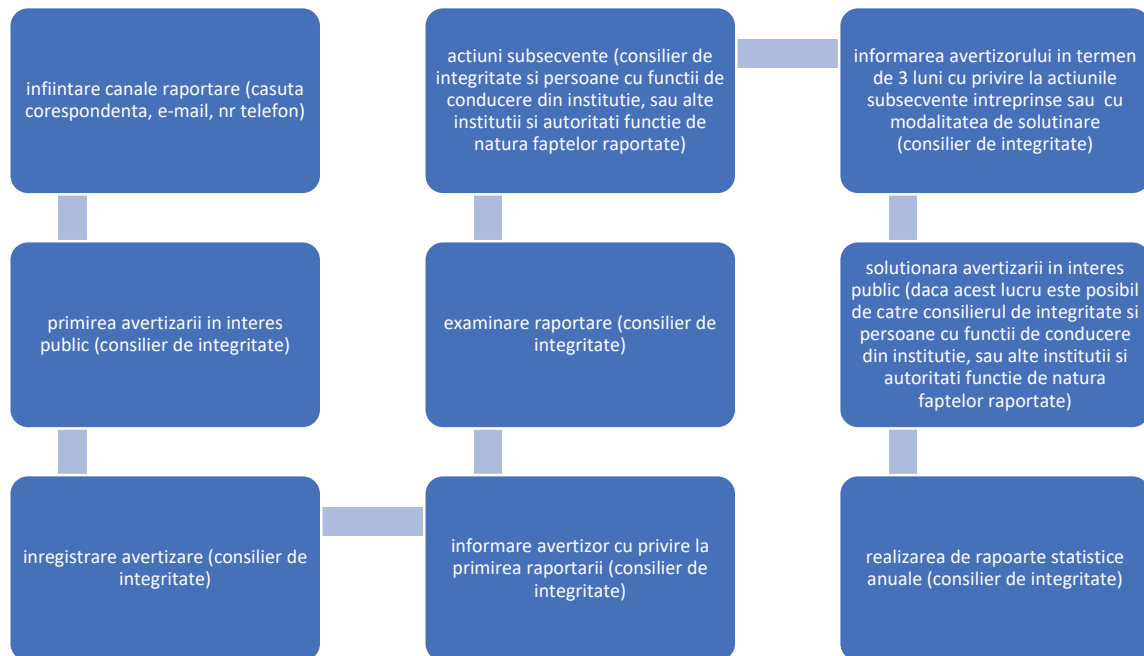 infiintare canale raportare (casuta
corespondenta, e-mail, nr telefon)
primirea avertizarii in interes
public (consilier de integritate)
inregistrare avertizare (consilier de
integritate)
informare avertizor cu privire la
primirea raportarii (consilier de
integritate)
examinare raportare (consilier de
integritate)
actiuni subsecvente (consilier de
integritate si persoane cu functii de
conducere din institutie, sau alte
institutii si autoritati functie de
natura faptelor raportate)
informarea avertizorului in termen
de 3 luni cu privire la actiunile
subsecvente intreprinse sau cu
modalitatea de solutinare
(consilier de integritate)
solutionara avertizarii in interes
public (daca acest lucru este posibil
de catre consilierul de integritate si
persoane cu functii de conducere
din institutie, sau alte institutii si
autoritati functie de natura
faptelor raportate)
realizarea de rapoarte statistice
anuale (consilier de integritate)